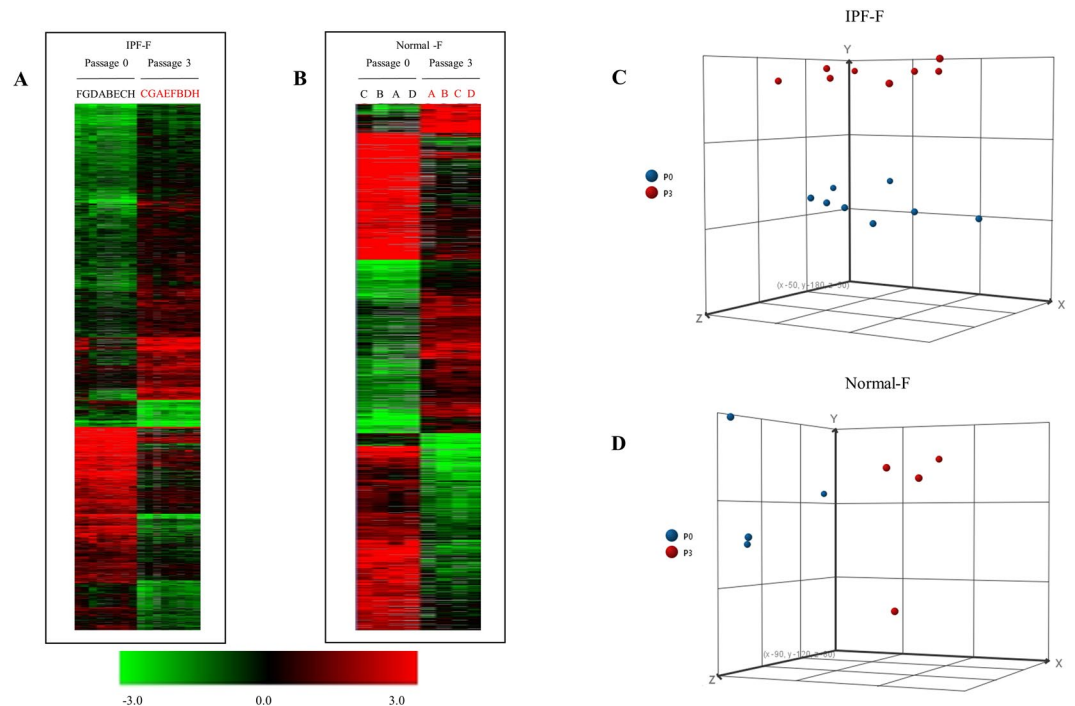 A
IPF-F
Passage 0 Passage 3
FGDABECH CGAEFBDH
B
Normal -F
Passage 0 Passage 3
C B A D A B C D
-3.0 0.0 3.0
IPF-F
C
Y
P0
P3
Z
X
Normal-F
D
Y
P0
P3
Z
X